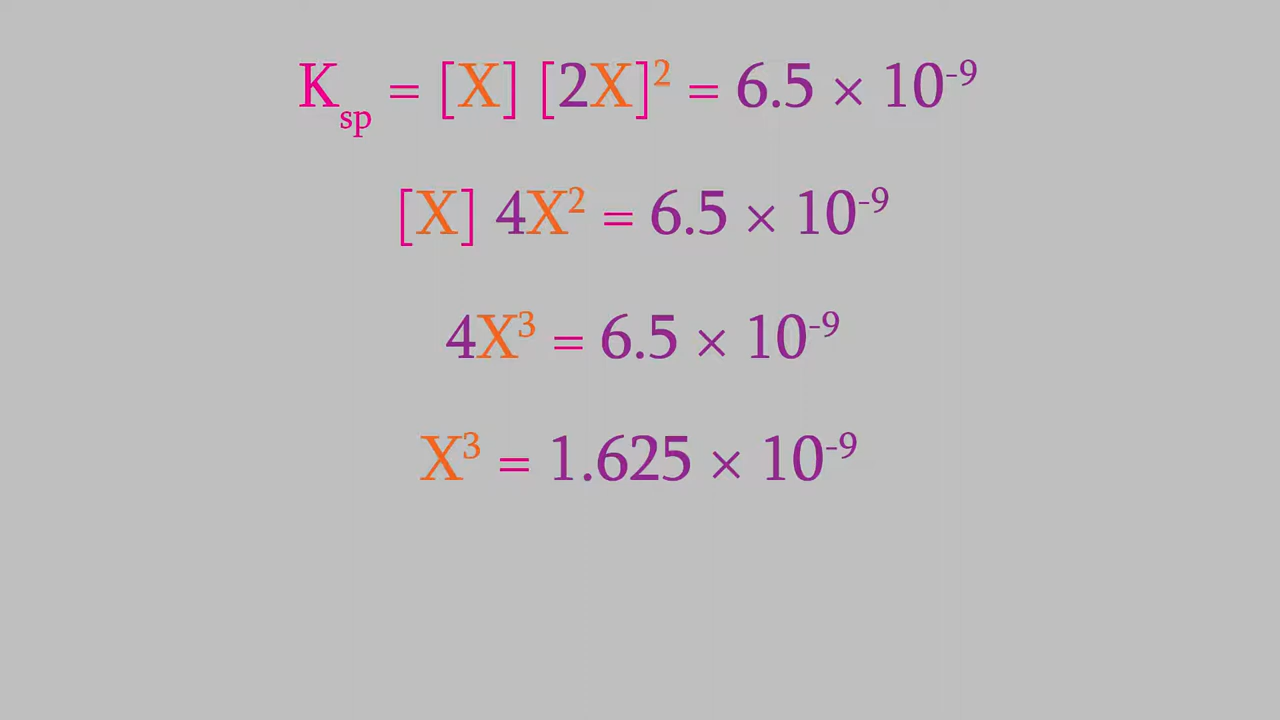 Ksp = [X] [2X]² = 6.5 × 10⁻⁹
[X] 4X² = 6.5 × 10⁻⁹
4X³ = 6.5 × 10⁻⁹
X³ = 1.625 × 10⁻⁹